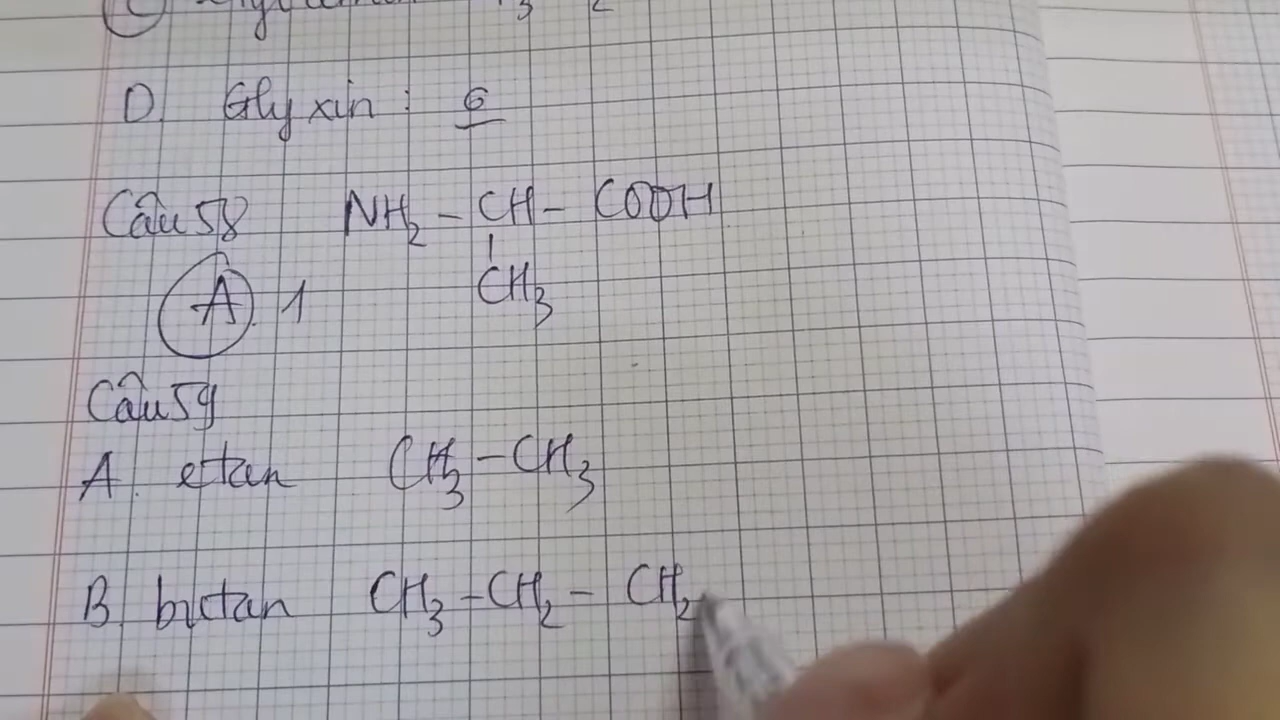 D. Glyxin : 6
Câu 58 NH2 - CH - COOH
CH3
A. 1
Câu 59
A. etan CH3 - CH3
B. butan CH3 - CH2 - CH2